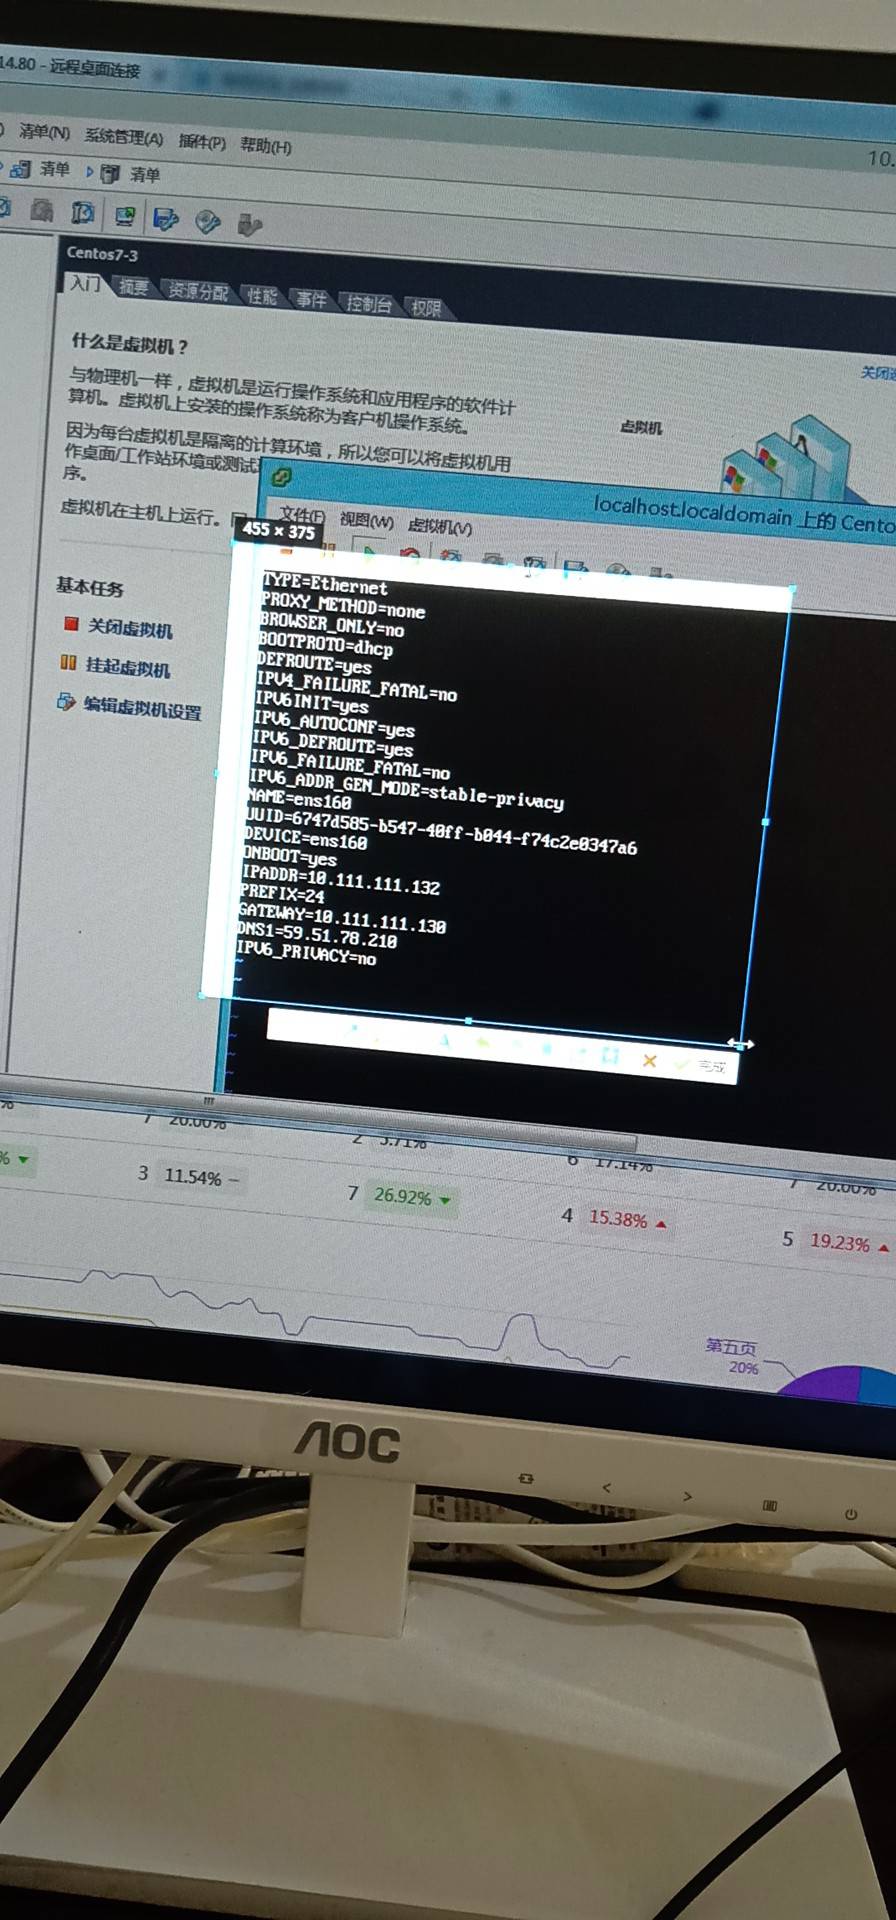 14.80 - 远程桌面连接
清单(N) 系统管理(A) 插件(P) 帮助(H)
10.
清单 清单
Centos7-3
入门 摘要 资源分配 性能 事件 控制台 权限
什么是虚拟机？
关闭
与物理机一样，虚拟机是运行操作系统和应用程序的软件计
算机。虚拟机上安装的操作系统称为客户机操作系统。
虚拟机
因为每台虚拟机是隔离的计算环境，所以您可以将虚拟机用
作桌面/工作站环境或测试
序。
虚拟机在主机上运行。
localhost.localdomain 上的 Cento
文件(F) 视图(W) 虚拟机(V)
455 × 375
基本任务
关闭虚拟机
挂起虚拟机
编辑虚拟机设置
TYPE=Ethernet
PROXY_METHOD=none
BROWSER_ONLY=no
BOOTPROTO=dhcp
DEFROUTE=yes
IPV4_FAILURE_FATAL=no
IPV6INIT=yes
IPV6_AUTOCONF=yes
IPV6_DEFROUTE=yes
IPV6_FAILURE_FATAL=no
IPV6_ADDR_GEN_MODE=stable-privacy
NAME=ens160
UUID=6747d585-b547-40ff-b044-f74c2e0347a6
DEVICE=ens160
ONBOOT=yes
IPADDR=10.111.111.132
PREFIX=24
GATEWAY=10.111.111.130
DNS1=59.51.78.210
IPV6_PRIVACY=no
~
~
~
~
~
~
完成
7 20.00% 2 5.71% 6 17.14% 7 20.00%
% 3 11.54% – 7 26.92% 4 15.38% 5 19.23%
第五页
20%
AOC